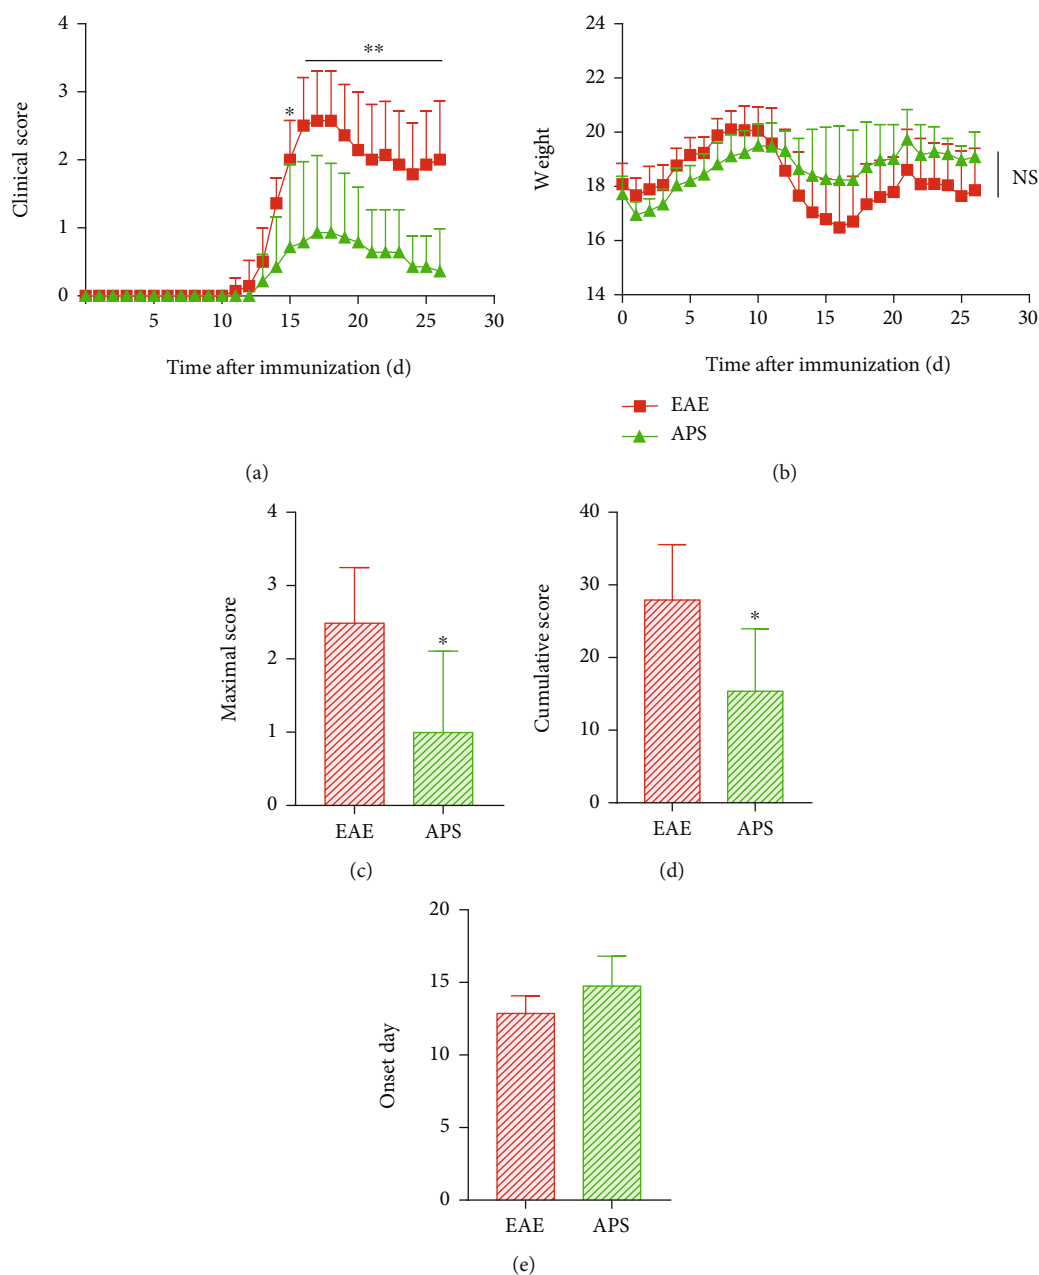 4
3
2
1
0
Clinical score
*
**
5
10
15
20
25
30
Time after immunization (d)
(a)
24
22
20
18
16
14
Weight
NS
0
5
10
15
20
25
30
Time after immunization (d)
EAE
APS
(b)
4
3
2
1
0
Maximal score
*
EAE
APS
(c)
40
30
20
10
0
Cumulative score
*
EAE
APS
(d)
20
15
10
5
0
Onset day
EAE
APS
(e)